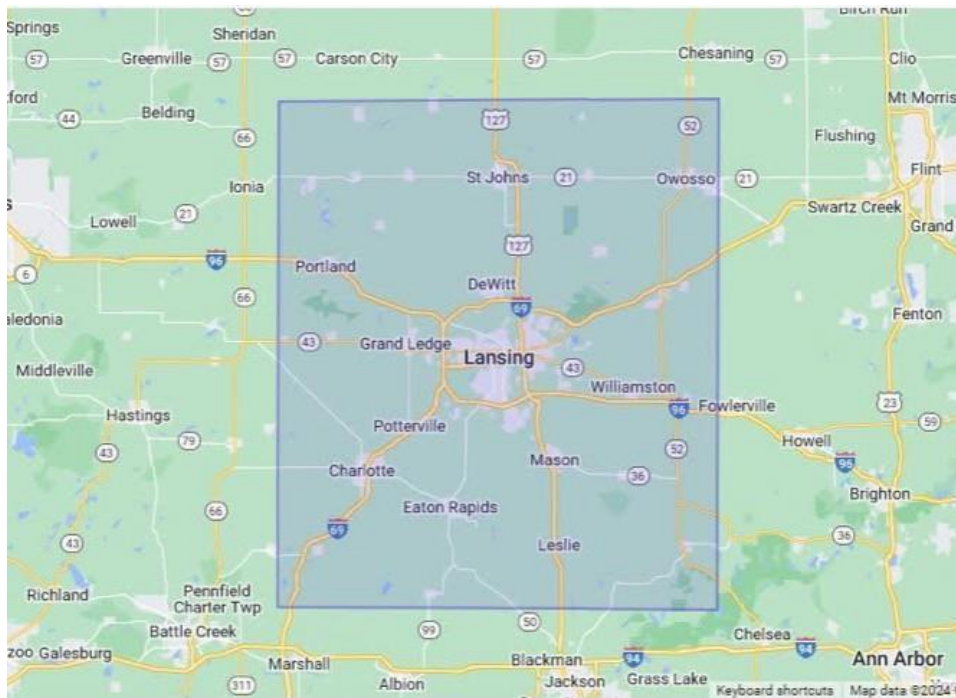 Springs
Sheridan
Birch Run
57
Greenville
57
57
Carson City
57
Chesaning
57
Clio
44
Belding
Mt Morris
127
52
66
Flushing
Ionia
St Johns
21
Owosso
21
Flint
Lowell
21
Swartz Creek
Grand
96
Portland
127
6
DeWitt
66
69
Fenton
43
Grand Ledge
Lansing
43
Middleville
Williamston
96
Fowlerville
23
Hastings
59
Potterville
79
Howell
43
Charlotte
Mason
52
96
36
Brighton
Eaton Rapids
66
69
36
43
Leslie
Richland
Pennfield
Charter Twp
Battle Creek
99
50
Chelsea
Galesburg
Marshall
Blackman
94
94
Ann Arbor
311
Albion
Jackson
Grass Lake
Keyboard shortcuts
Map data ©2024